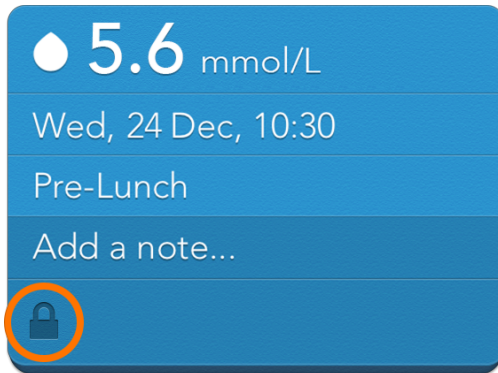 5.6 mmol/L
Wed, 24 Dec, 10:30
Pre-Lunch
Add a note...